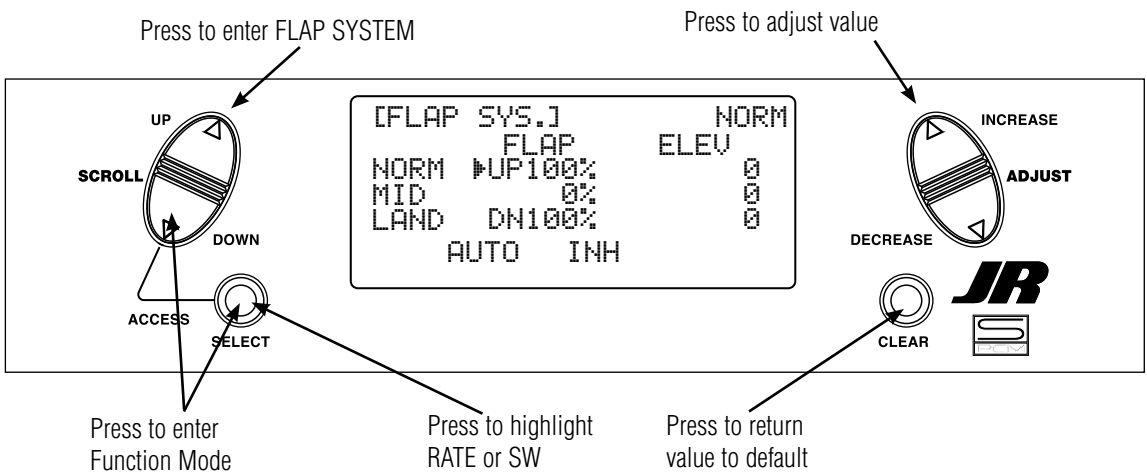 Press to enter FLAP SYSTEM
Press to adjust value
UP
SCROLL
DOWN
ACCESS
SELECT
[FLAP SYS.] NORM
FLAP ELEV
NORM ▶UP100% 0
MID 0% 0
LAND DN100% 0
AUTO INH
INCREASE
ADJUST
DECREASE
CLEAR
JR
S
PCM
Press to enter
Function Mode
Press to highlight
RATE or SW
Press to return
value to default